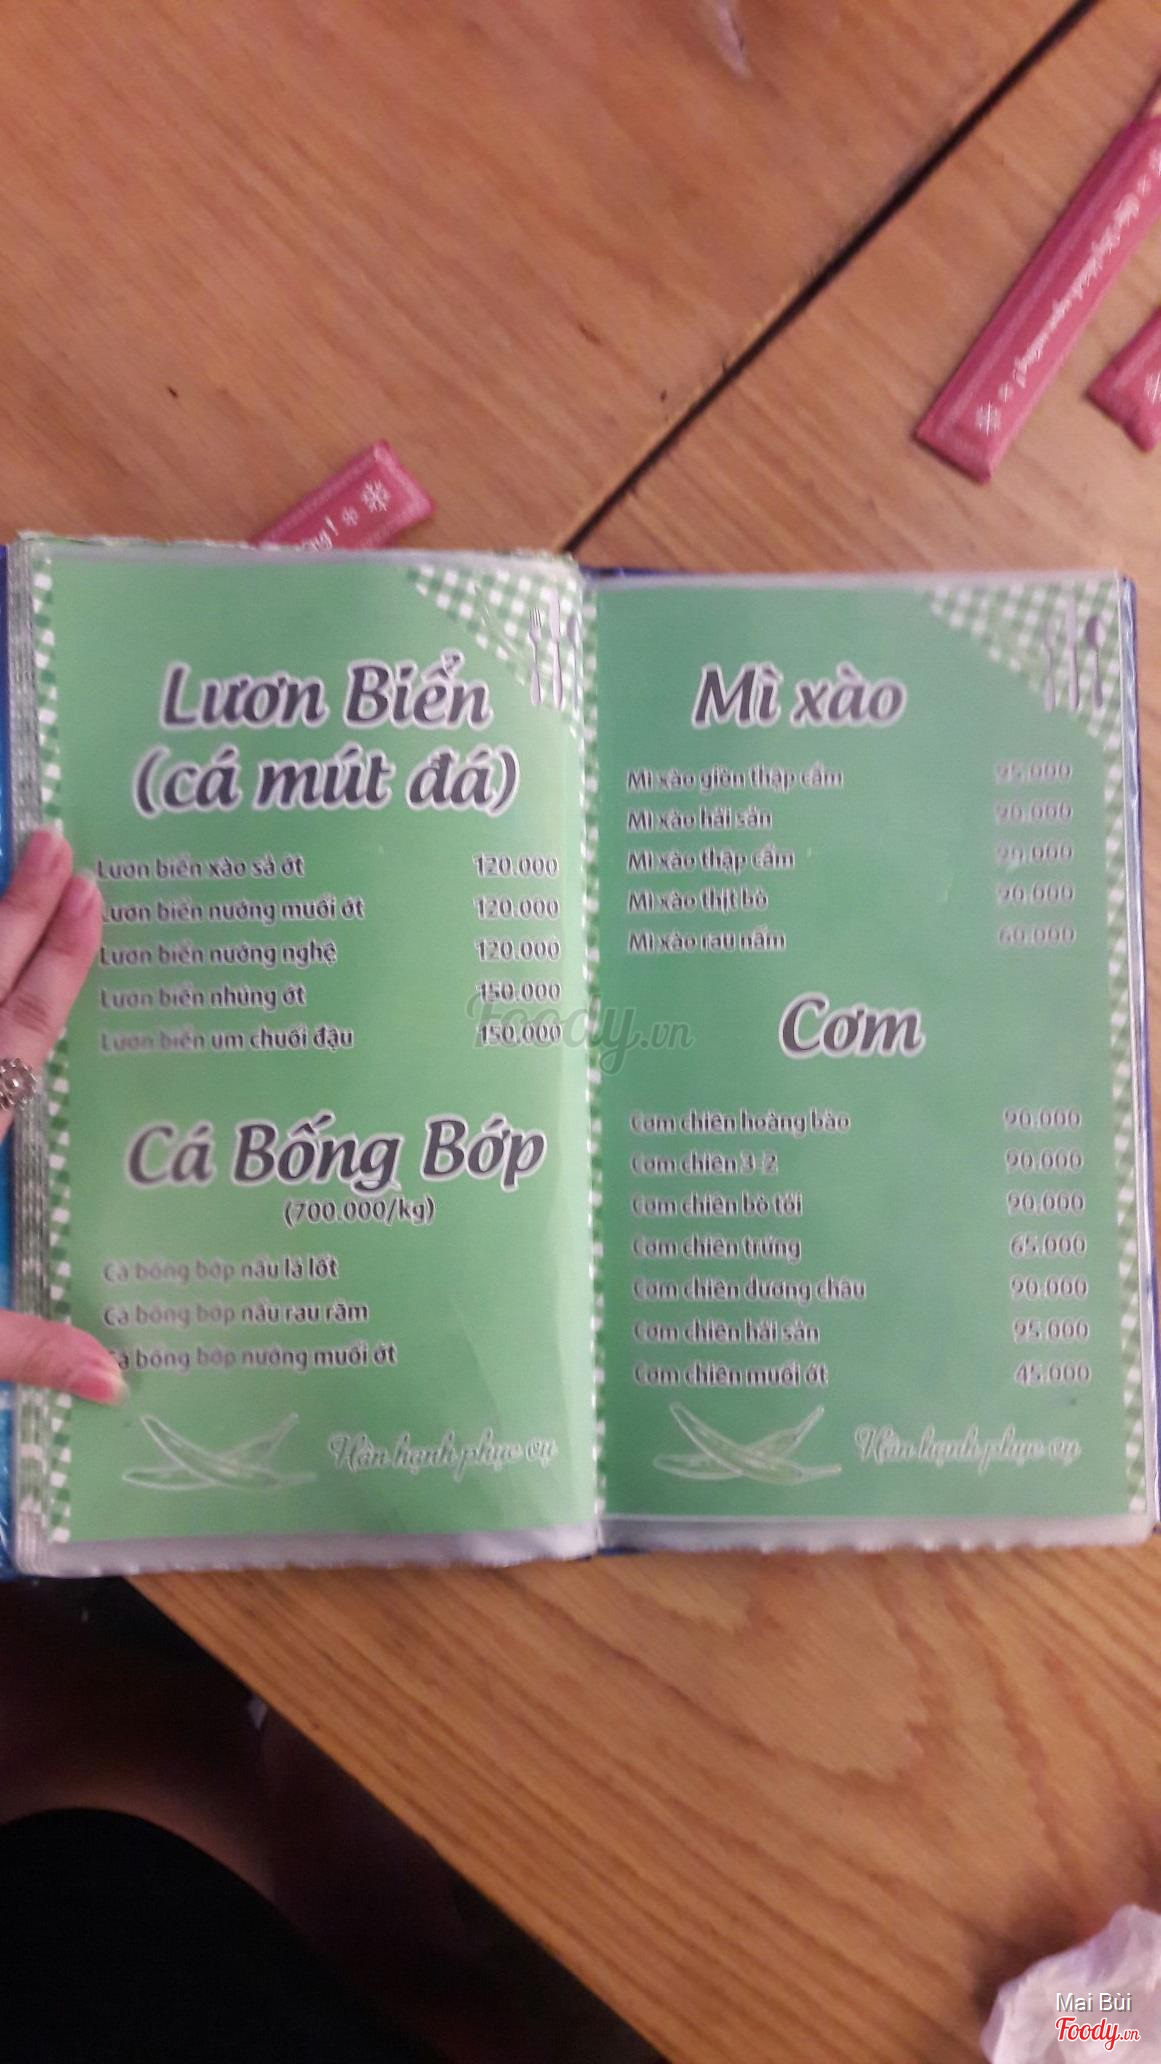 Lươn Biển
(cá mút đá)
Lươn biển xào sả ớt 120.000
Lươn biển nướng muối ớt 120.000
Lươn biển nướng nghệ 120.000
Lươn biển nhúng ớt 150.000
Lươn biển um chuối đậu 150.000
Cá Bống Bớp
(700.000/kg)
Cá bống bớp nấu lá lốt
Cá bống bớp nấu rau răm
Cá bống bớp nướng muối ớt
Hân hạnh phục vụ
Mì xào
Mì xào giòn thập cẩm 95.000
Mì xào hải sản 90.000
Mì xào thập cẩm 90.000
Mì xào thịt bò 90.000
Mì xào rau nấm 60.000
Cơm
Cơm chiên hoàng bào 90.000
Cơm chiên 3-2 90.000
Cơm chiên bò tỏi 90.000
Cơm chiên trứng 65.000
Cơm chiên dương châu 90.000
Cơm chiên hải sản 95.000
Cơm chiên muối ớt 45.000
Hân hạnh phục vụ
Foody.vn
Mai Bùi
Foody.vn